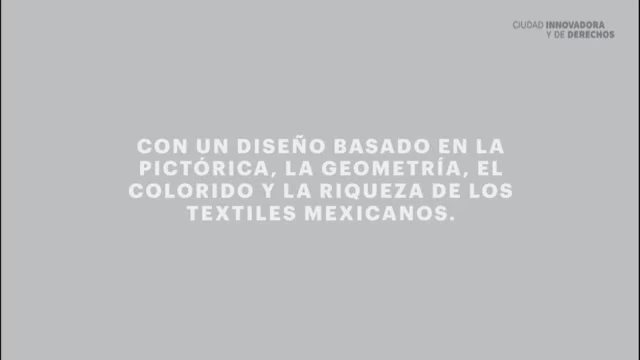 CIUDAD INNOVADORA
Y DE DERECHOS
CON UN DISEÑO BASADO EN LA
PICTÓRICA, LA GEOMETRÍA, EL
COLORIDO Y LA RIQUEZA DE LOS
TEXTILES MEXICANOS.